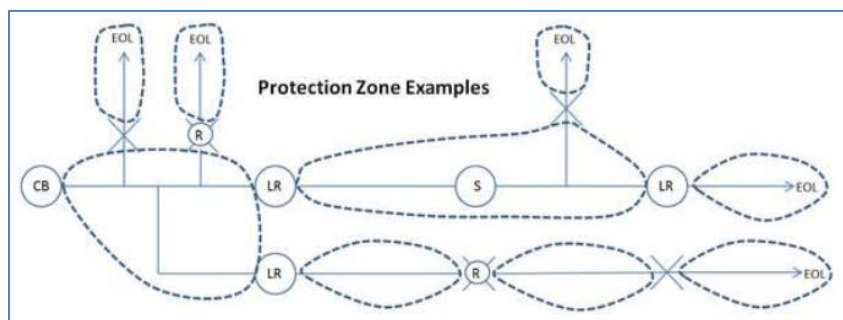 EOL EOL EOL
Protection Zone Examples
R
CB LR S LR EOL
LR R EOL